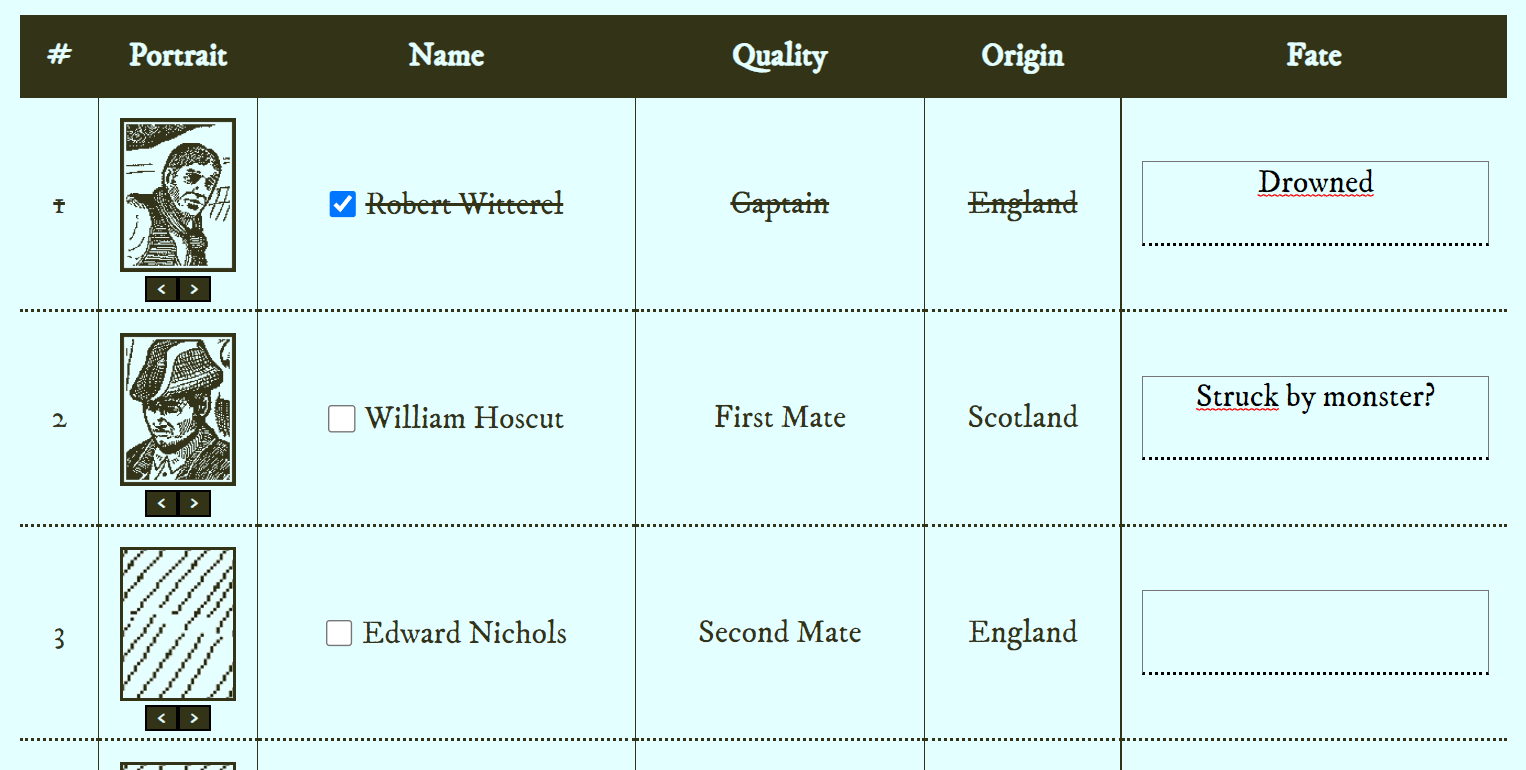 # Portrait Name Quality Origin Fate
1 Robert Witterel Captain England Drowned
< >
2 William Hoscut First Mate Scotland Struck by monster?
< >
3 Edward Nichols Second Mate England
< >